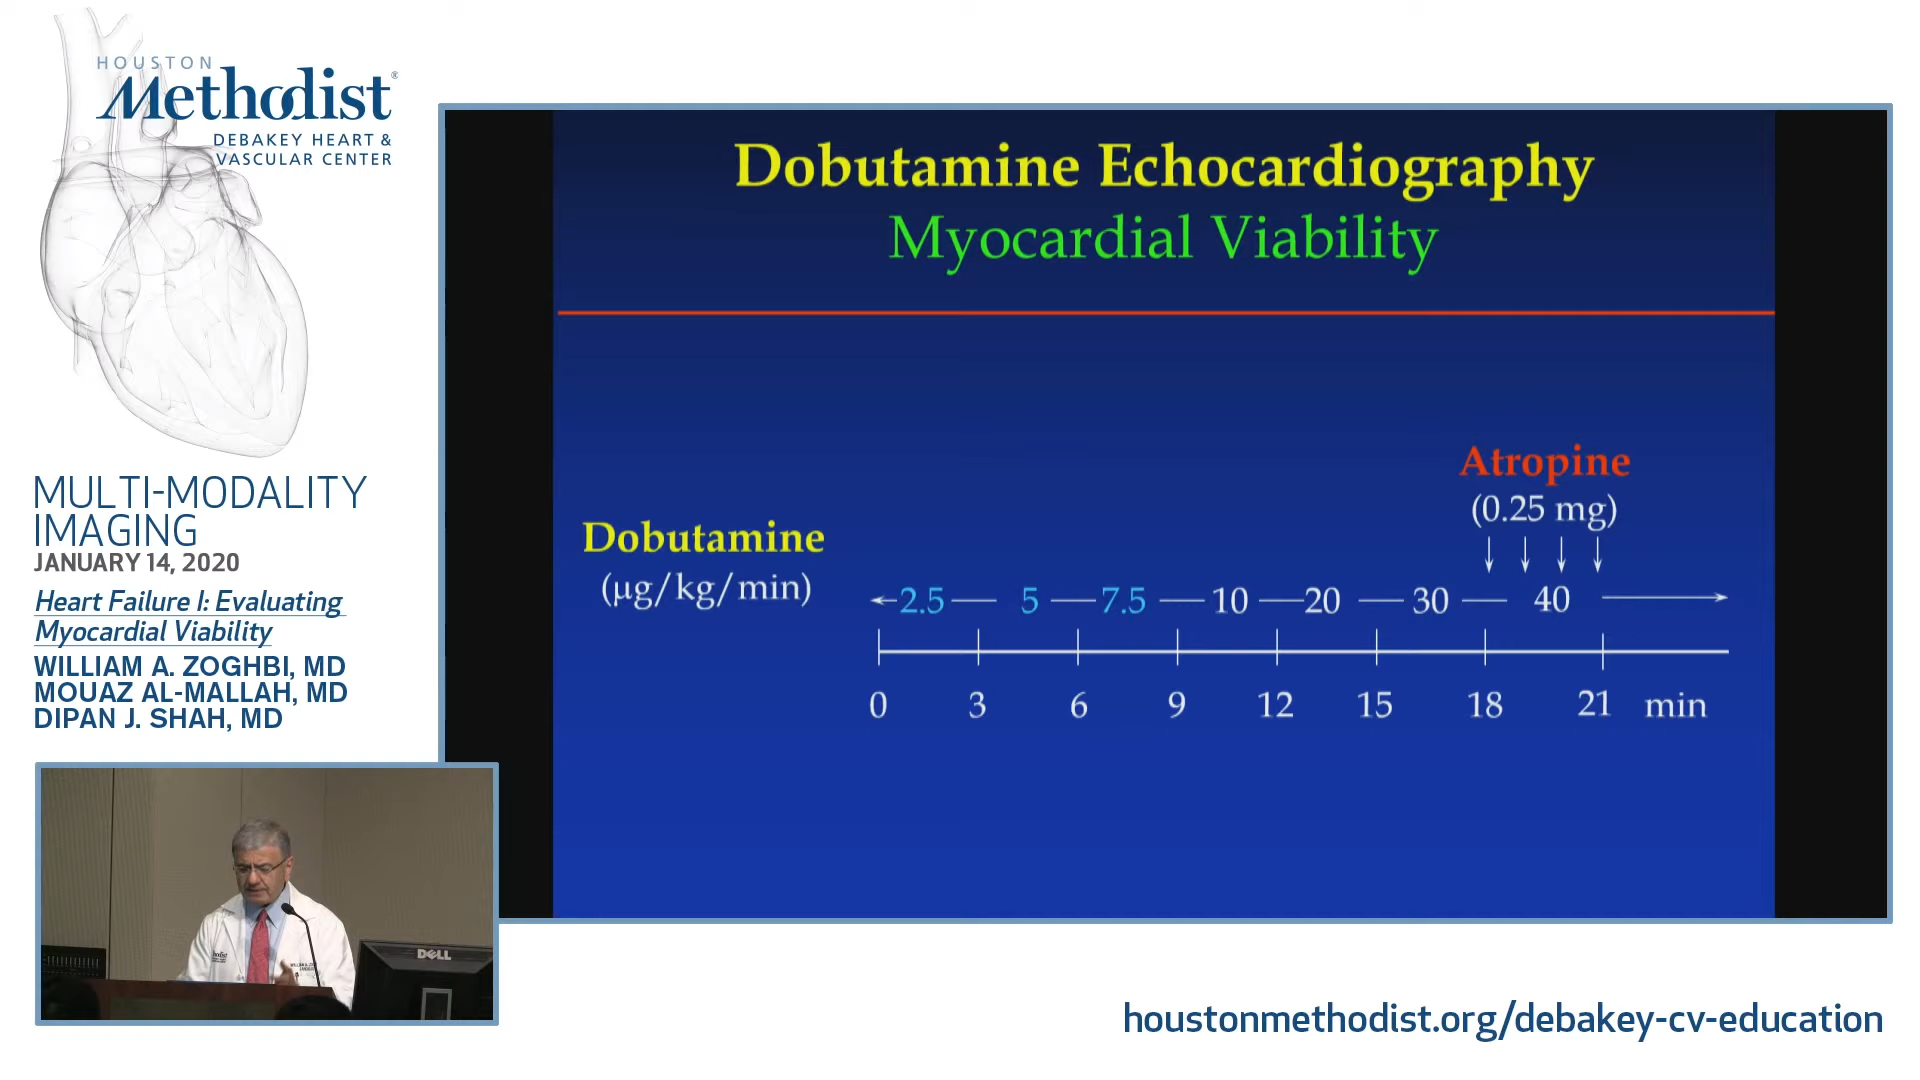 HOUSTON
Methodist®
DEBAKEY HEART &
VASCULAR CENTER
MULTI-MODALITY
IMAGING
JANUARY 14, 2020
Heart Failure I: Evaluating
Myocardial Viability
WILLIAM A. ZOGHBI, MD
MOUAZ AL-MALLAH, MD
DIPAN J. SHAH, MD
Dobutamine Echocardiography
Myocardial Viability
Atropine
(0.25 mg)
Dobutamine
(µg/kg/min)
2.5 5 7.5 10 20 30 40
0 3 6 9 12 15 18 21 min
DELL
houstonmethodist.org/debakey-cv-education